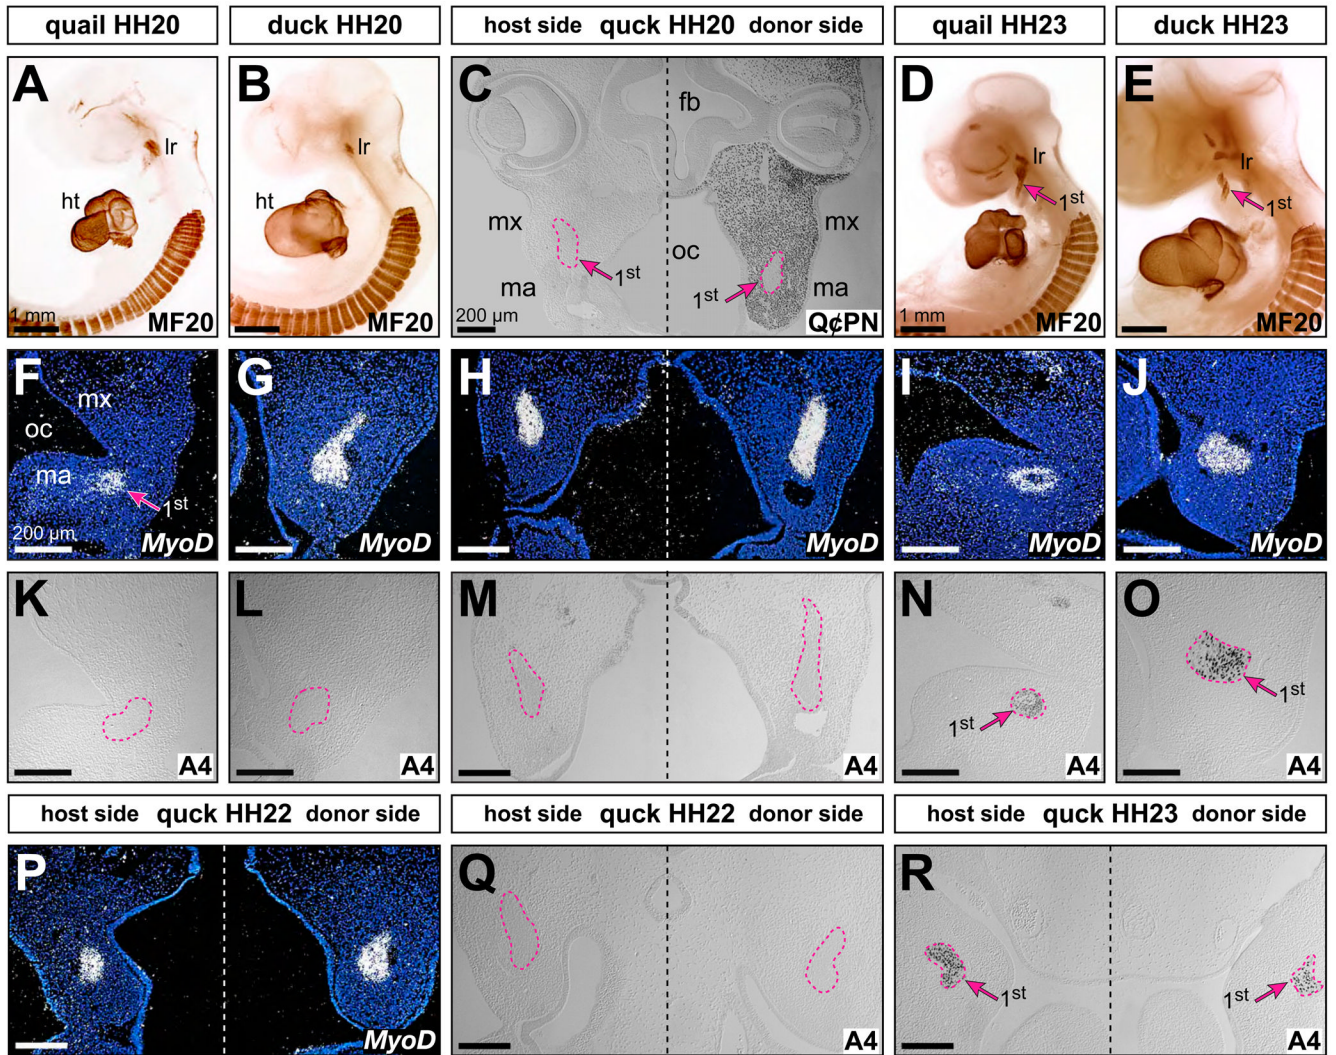 quail HH20
duck HH20
host side quck HH20 donor side
quail HH23
duck HH23
A
lr
ht
1 mm
MF20
B
lr
ht
MF20
C
fb
mx
mx
oc
1st
1st
ma
ma
200 µm
Q¢PN
D
lr
1st
1 mm
MF20
E
lr
1st
MF20
F
mx
oc
ma
1st
200 µm
MyoD
G
MyoD
H
MyoD
I
MyoD
J
MyoD
K
A4
L
A4
M
A4
N
1st
A4
O
1st
A4
host side quck HH22 donor side
host side quck HH22 donor side
host side quck HH23 donor side
P
MyoD
Q
A4
R
1st
1st
A4